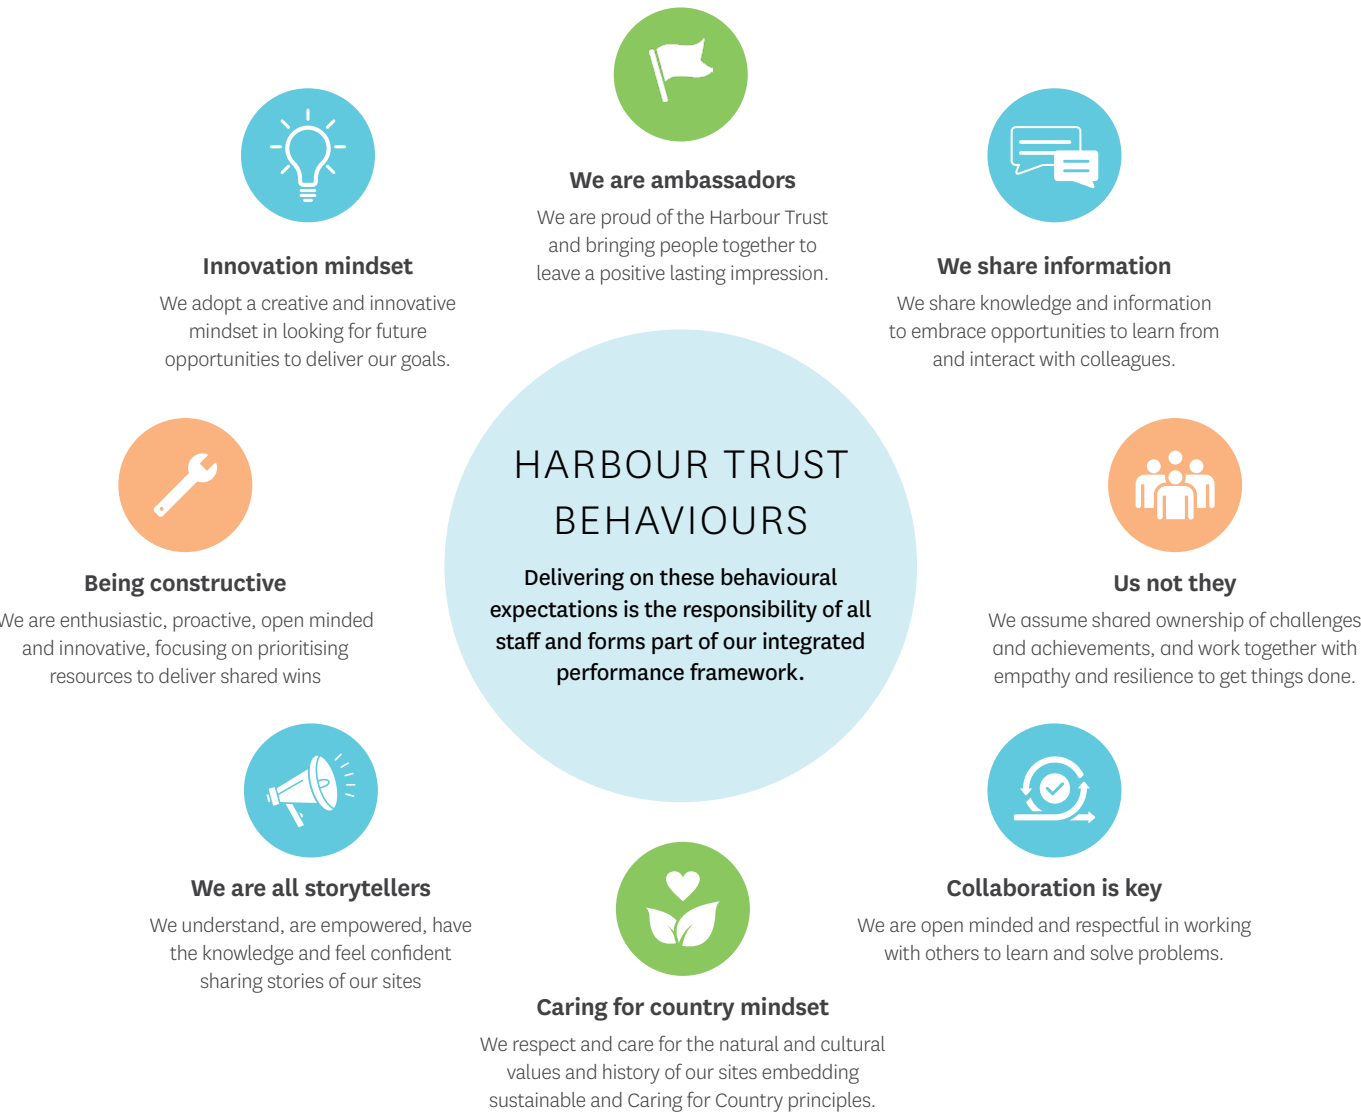 We are ambassadors
We are proud of the Harbour Trust
and bringing people together to
leave a positive lasting impression.
Innovation mindset
We adopt a creative and innovative
mindset in looking for future
opportunities to deliver our goals.
We share information
We share knowledge and information
to embrace opportunities to learn from
and interact with colleagues.
HARBOUR TRUST
BEHAVIOURS
Delivering on these behavioural
expectations is the responsibility of all
staff and forms part of our integrated
performance framework.
Being constructive
We are enthusiastic, proactive, open minded
and innovative, focusing on prioritising
resources to deliver shared wins
Us not they
We assume shared ownership of challenges
and achievements, and work together with
empathy and resilience to get things done.
We are all storytellers
We understand, are empowered, have
the knowledge and feel confident
sharing stories of our sites
Collaboration is key
We are open minded and respectful in working
with others to learn and solve problems.
Caring for country mindset
We respect and care for the natural and cultural
values and history of our sites embedding
sustainable and Caring for Country principles.